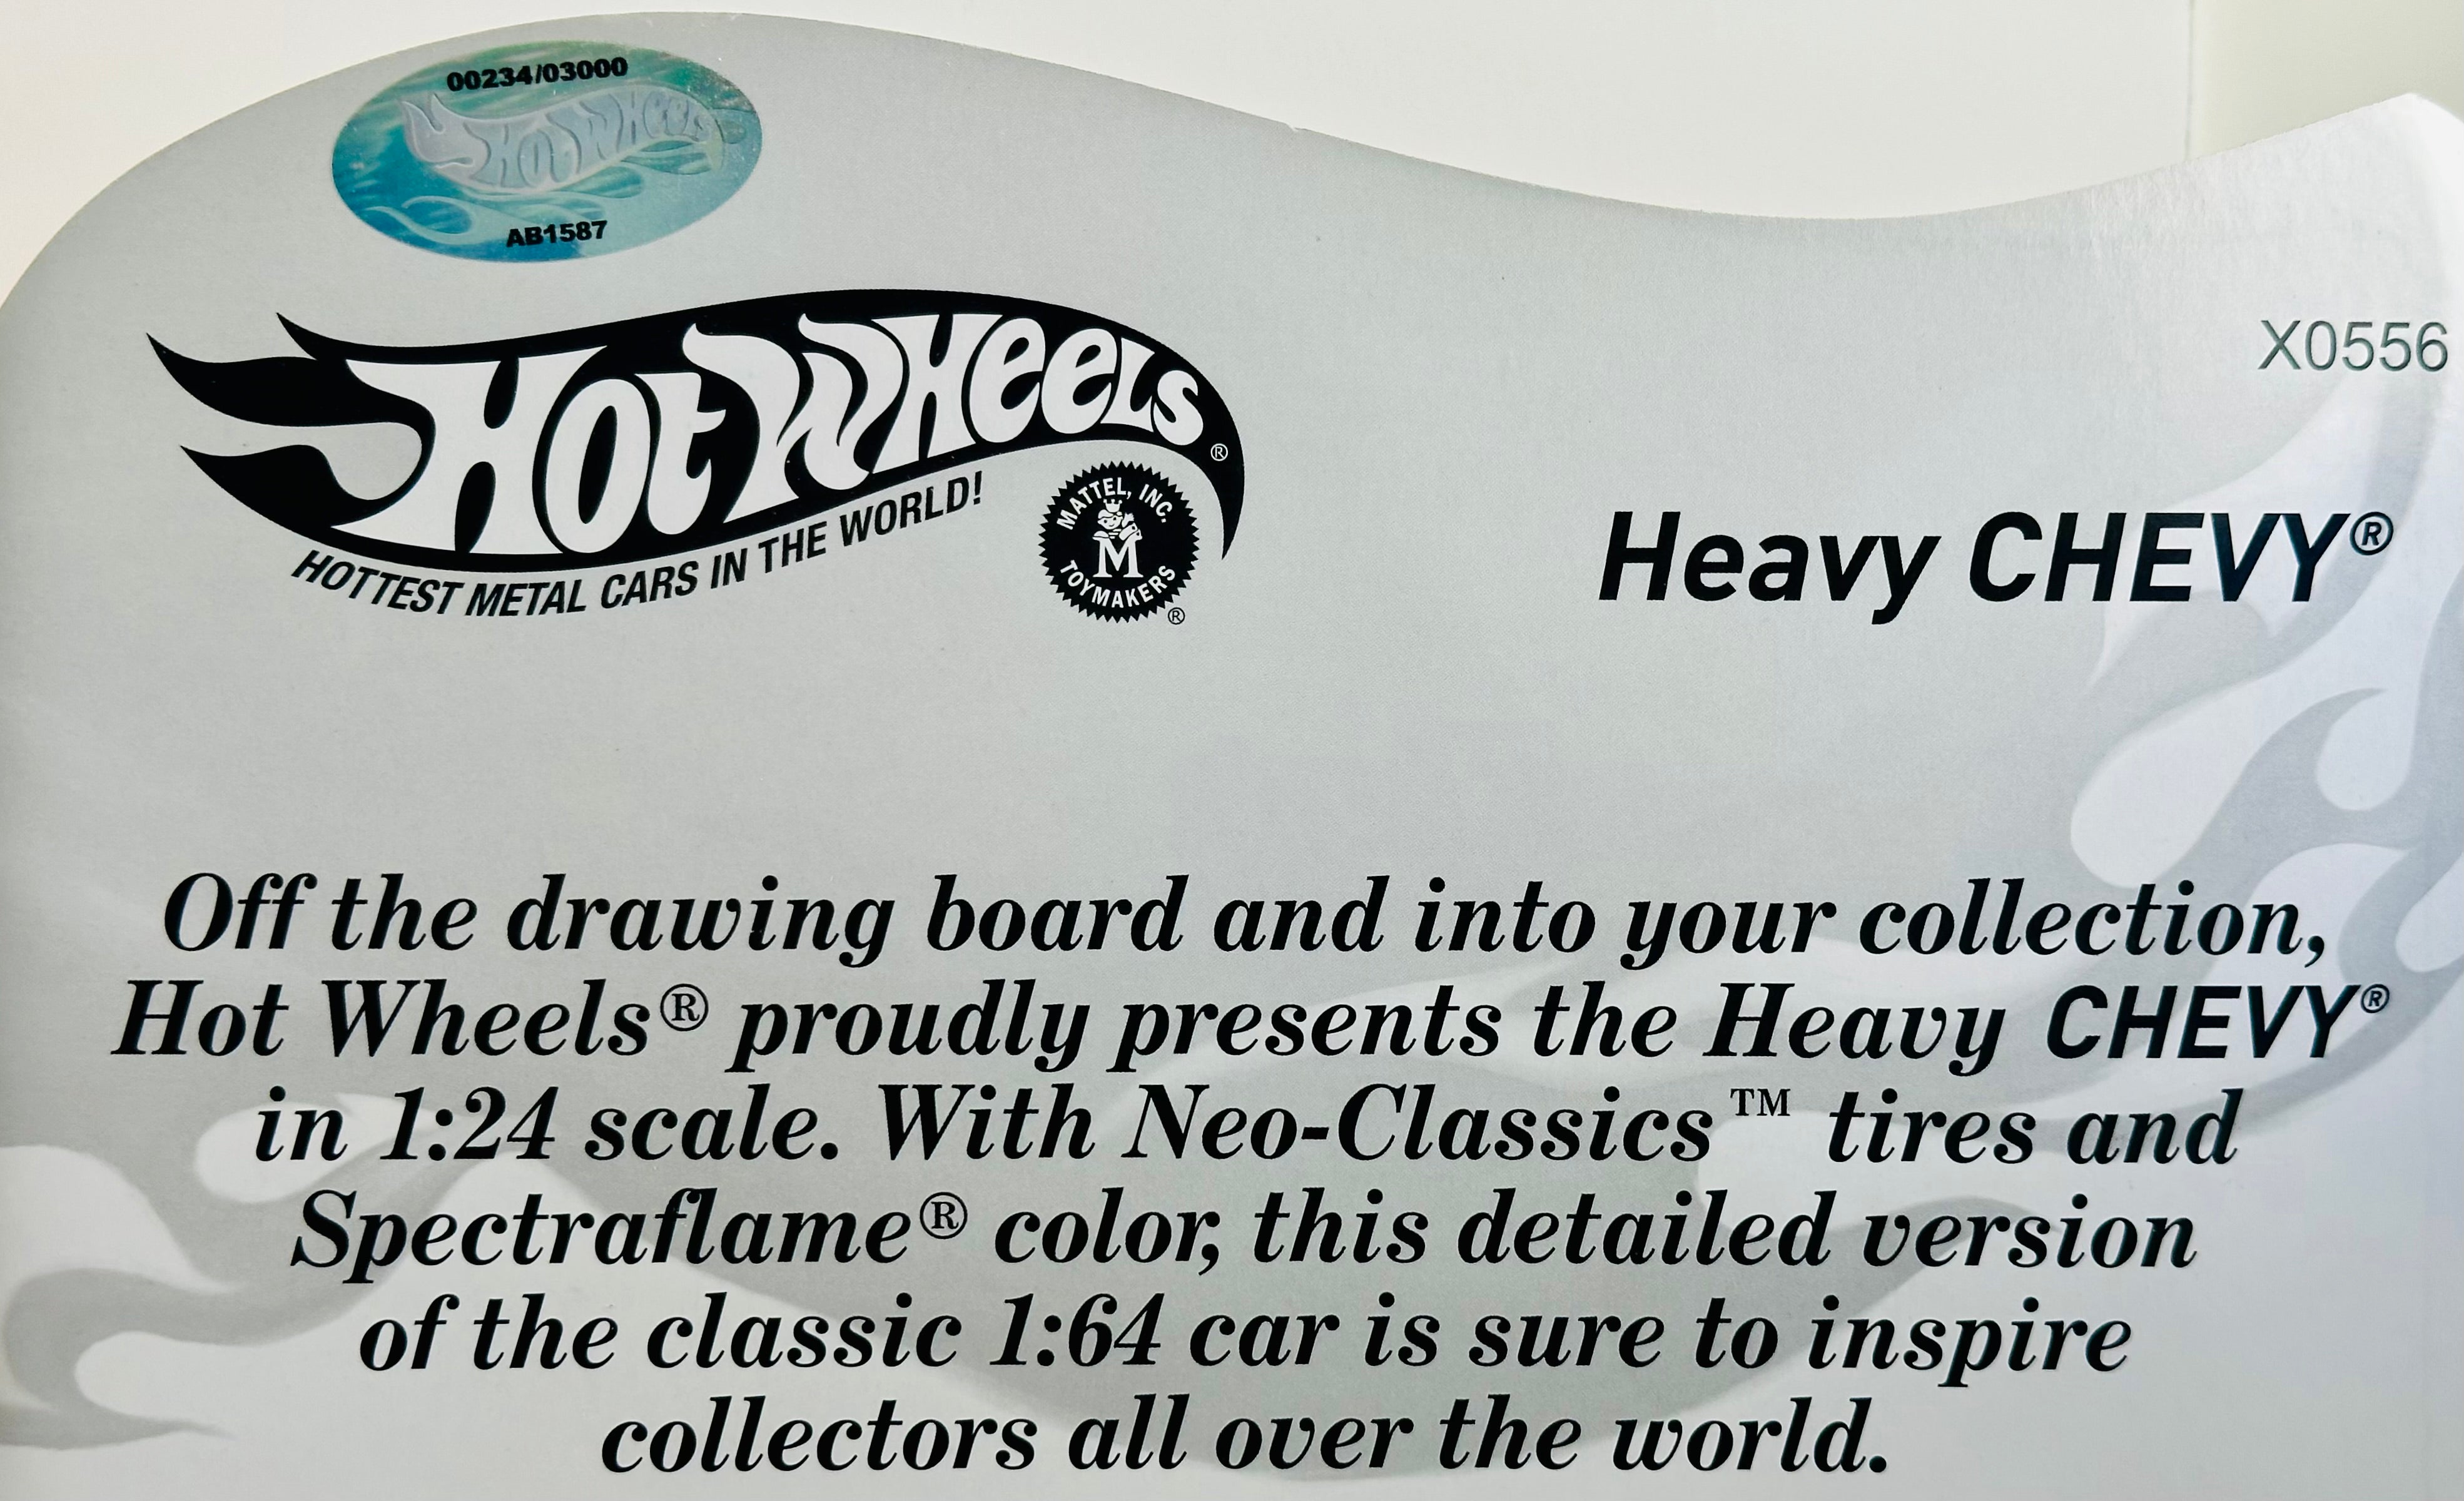 00234/03000
Hot Wheels
AB1587
Hot Wheels®
HOTTEST METAL CARS IN THE WORLD!
MATTEL, INC.
M
TOYMAKERS
®
X0556
Heavy CHEVY®
Off the drawing board and into your collection,
Hot Wheels® proudly presents the Heavy CHEVY®
in 1:24 scale. With Neo-Classics™ tires and
Spectraflame® color, this detailed version
of the classic 1:64 car is sure to inspire
collectors all over the world.